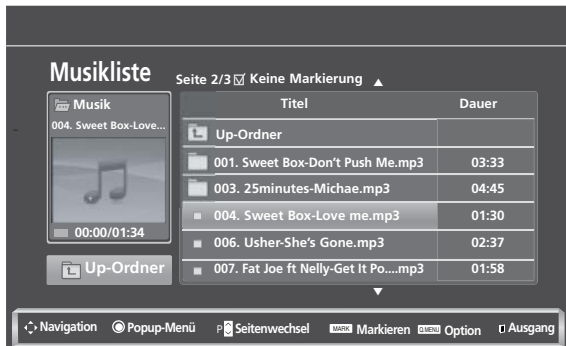 Musikliste Seite 2/3 Keine Markierung
Musik
004. Sweet Box-Love...
00:00/01:34
Up-Ordner
Titel Dauer
Up-Ordner
001. Sweet Box-Don't Push Me.mp3 03:33
003. 25minutes-Michae.mp3 04:45
004. Sweet Box-Love me.mp3 01:30
006. Usher-She's Gone.mp3 02:37
007. Fat Joe ft Nelly-Get It Po....mp3 01:58
Navigation Popup-Menü P Seitenwechsel MARK Markieren Q.MENU Option Ausgang